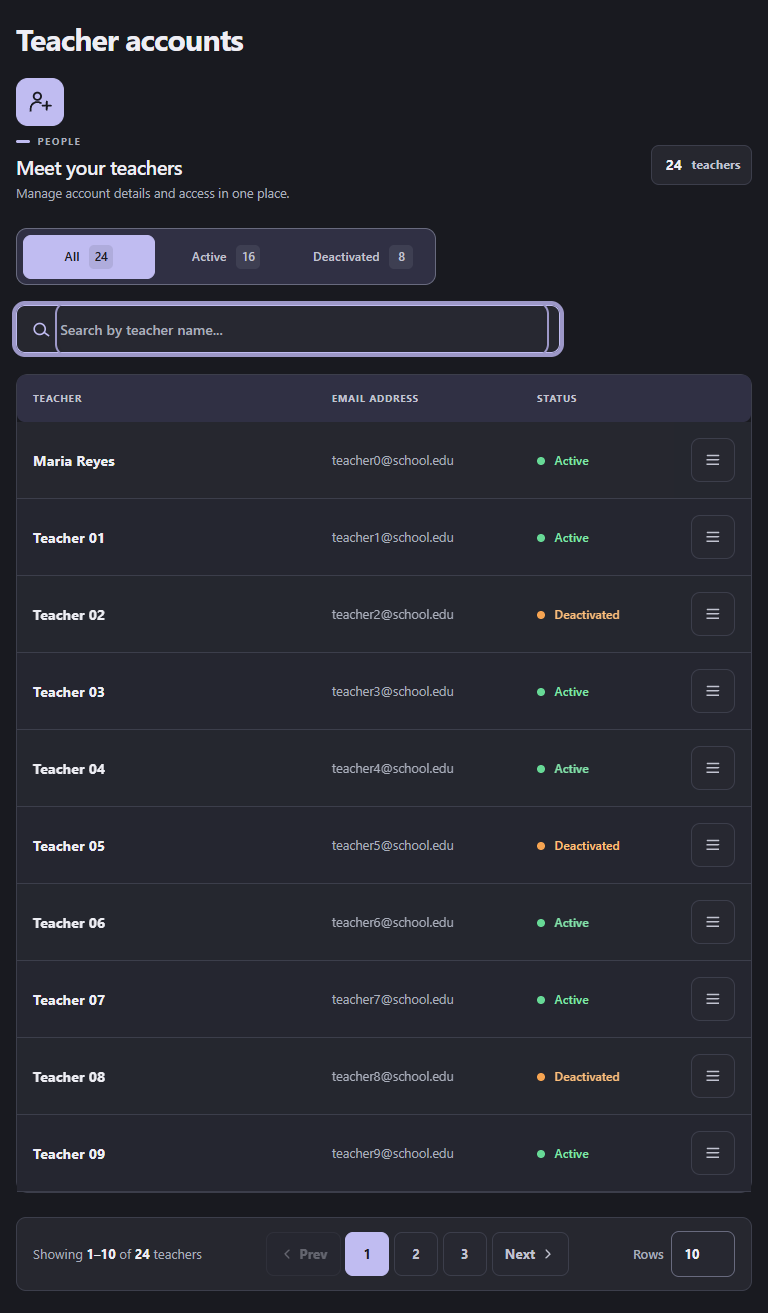 Teacher accounts
PEOPLE
Meet your teachers
24 teachers
Manage account details and access in one place.
All 24 Active 16 Deactivated 8
Search by teacher name...
TEACHER EMAIL ADDRESS STATUS
Maria Reyes teacher0@school.edu Active
Teacher 01 teacher1@school.edu Active
Teacher 02 teacher2@school.edu Deactivated
Teacher 03 teacher3@school.edu Active
Teacher 04 teacher4@school.edu Active
Teacher 05 teacher5@school.edu Deactivated
Teacher 06 teacher6@school.edu Active
Teacher 07 teacher7@school.edu Active
Teacher 08 teacher8@school.edu Deactivated
Teacher 09 teacher9@school.edu Active
Showing 1–10 of 24 teachers Prev 1 2 3 Next Rows 10